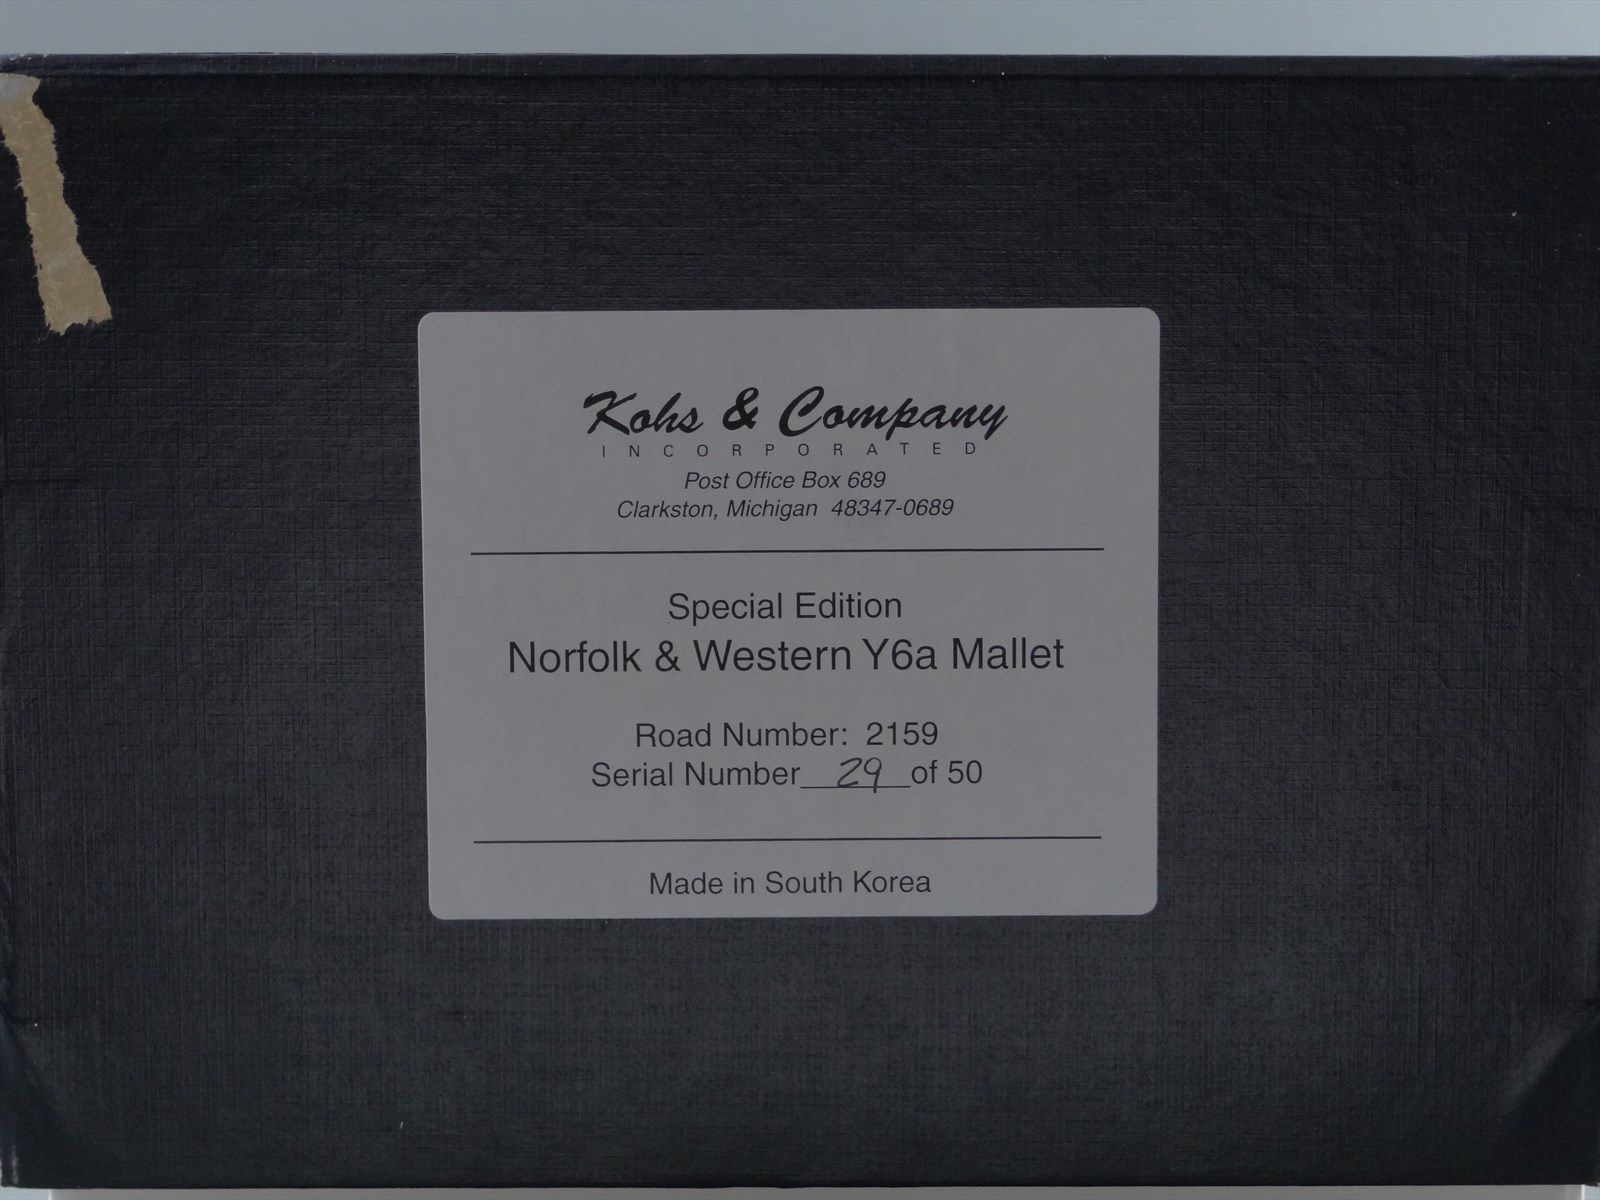 Kohs & Company
INCORPORATED
Post Office Box 689
Clarkston, Michigan 48347-0689
Special Edition
Norfolk & Western Y6a Mallet
Road Number: 2159
Serial Number 29 of 50
Made in South Korea